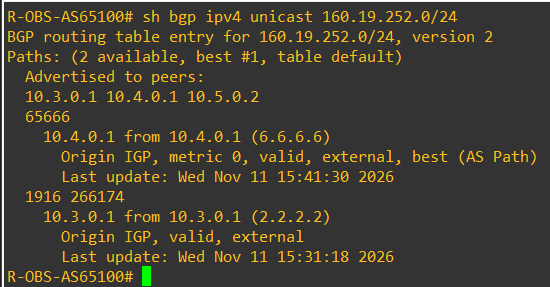 R-OBS-AS65100# sh bgp ipv4 unicast 160.19.252.0/24
BGP routing table entry for 160.19.252.0/24, version 2
Paths: (2 available, best #1, table default)
  Advertised to peers:
  10.3.0.1 10.4.0.1 10.5.0.2
  65666
    10.4.0.1 from 10.4.0.1 (6.6.6.6)
      Origin IGP, metric 0, valid, external, best (AS Path)
      Last update: Wed Nov 11 15:41:30 2026
  1916 266174
    10.3.0.1 from 10.3.0.1 (2.2.2.2)
      Origin IGP, valid, external
      Last update: Wed Nov 11 15:31:18 2026
R-OBS-AS65100#